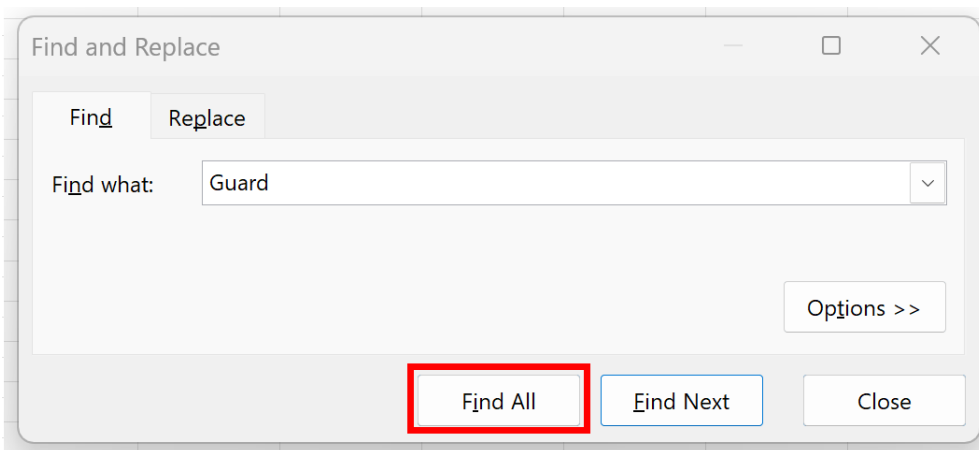 Find and Replace
Find Replace
Find what: Guard
Options >>
Find All Find Next Close